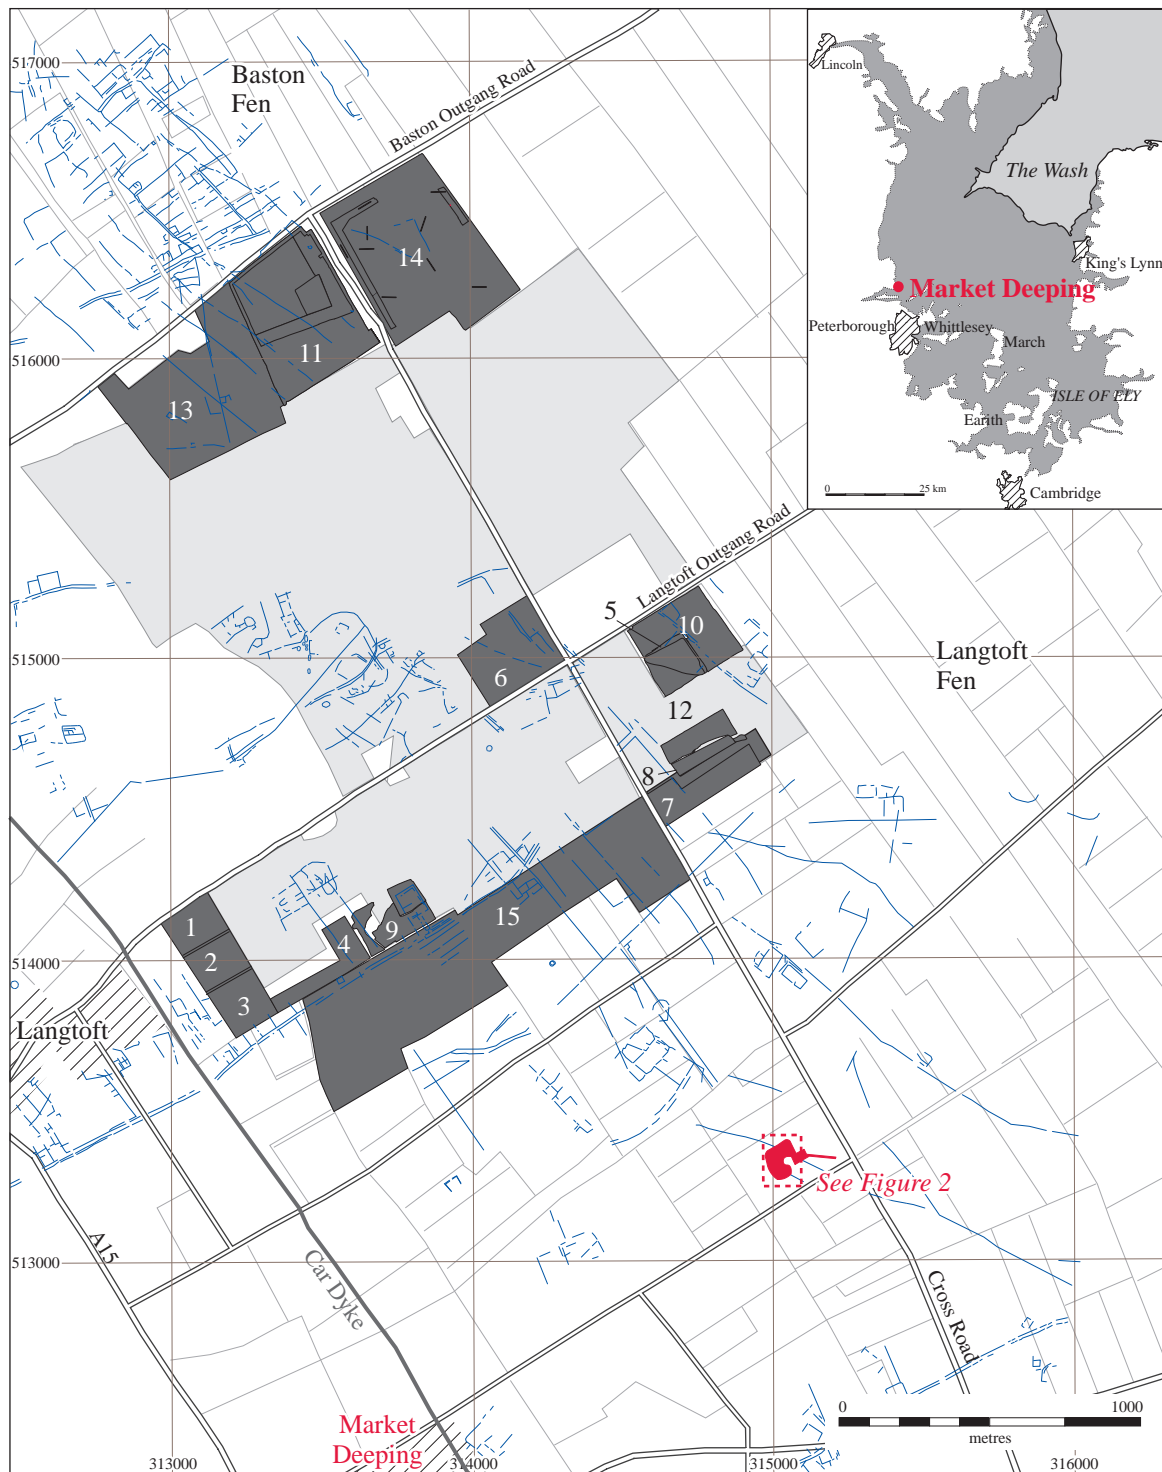 517000
Baston
Fen
Baston Outgang Road
Lincoln
The Wash
King's Lynn
Market Deeping
Peterborough
Whittlesey
March
ISLE OF ELY
Earith
Cambridge
0 25 km
14
516000
11
13
Langtoft Outgang Road
5
10
515000
Langtoft
Fen
6
12
8
7
1
15
2
4
9
514000
3
Langtoft
See Figure 2
A15
513000
Car Dyke
Cross Road
Market
Deeping
0 1000
metres
313000
314000
315000
316000